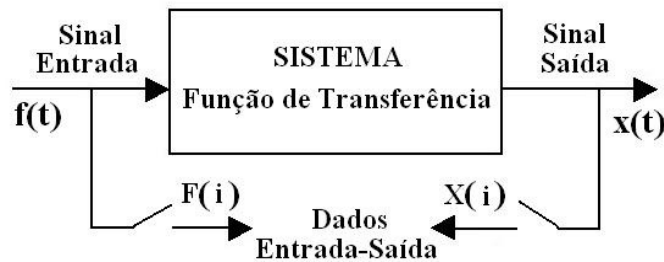 Sinal
Entrada
f(t)
SISTEMA
Função de Transferência
Sinal
Saída
x(t)
F(i)
X(i)
Dados
Entrada-Saída